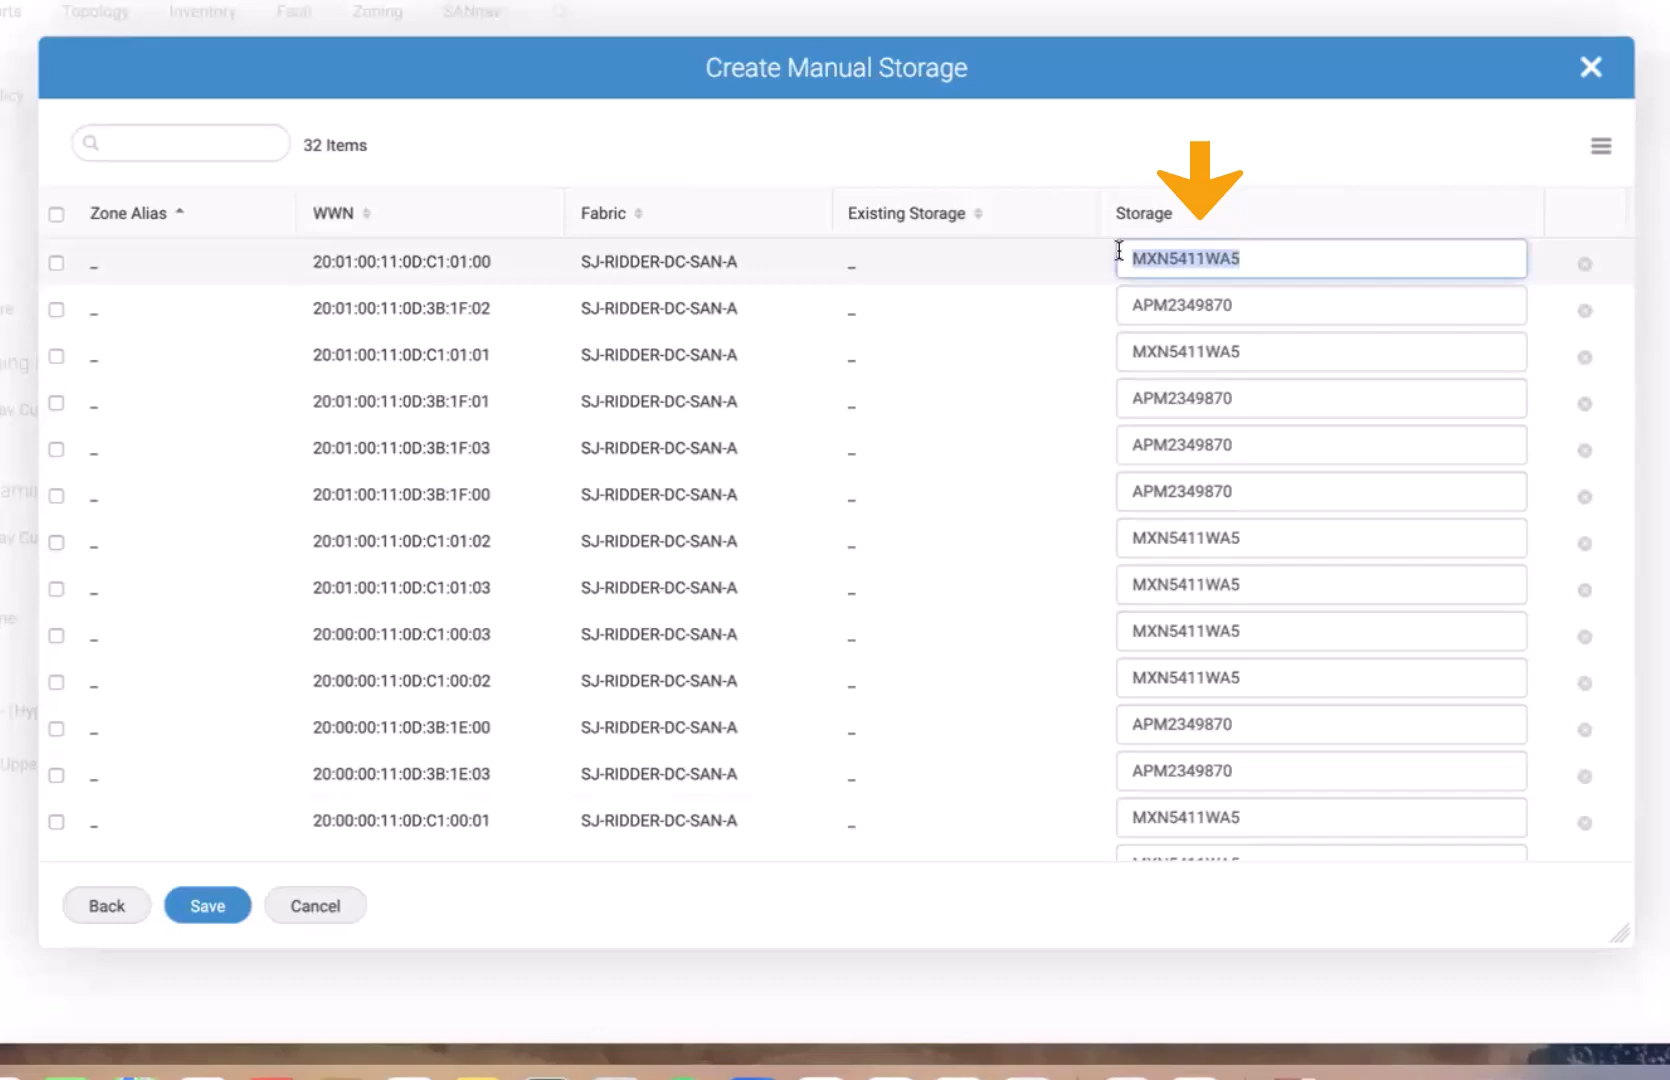 Topology Inventory Fault Zoning SANnav
Create Manual Storage
32 Items
Zone Alias WWN Fabric Existing Storage Storage
_ 20:01:00:11:0D:C1:01:00 SJ-RIDDER-DC-SAN-A _ MXN5411WA5
_ 20:01:00:11:0D:3B:1F:02 SJ-RIDDER-DC-SAN-A _ APM2349870
_ 20:01:00:11:0D:C1:01:01 SJ-RIDDER-DC-SAN-A _ MXN5411WA5
_ 20:01:00:11:0D:3B:1F:01 SJ-RIDDER-DC-SAN-A _ APM2349870
_ 20:01:00:11:0D:3B:1F:03 SJ-RIDDER-DC-SAN-A _ APM2349870
_ 20:01:00:11:0D:3B:1F:00 SJ-RIDDER-DC-SAN-A _ APM2349870
_ 20:01:00:11:0D:C1:01:02 SJ-RIDDER-DC-SAN-A _ MXN5411WA5
_ 20:01:00:11:0D:C1:01:03 SJ-RIDDER-DC-SAN-A _ MXN5411WA5
_ 20:00:00:11:0D:C1:00:03 SJ-RIDDER-DC-SAN-A _ MXN5411WA5
_ 20:00:00:11:0D:C1:00:02 SJ-RIDDER-DC-SAN-A _ MXN5411WA5
_ 20:00:00:11:0D:3B:1E:00 SJ-RIDDER-DC-SAN-A _ APM2349870
_ 20:00:00:11:0D:3B:1E:03 SJ-RIDDER-DC-SAN-A _ APM2349870
_ 20:00:00:11:0D:C1:00:01 SJ-RIDDER-DC-SAN-A _ MXN5411WA5
Back Save Cancel